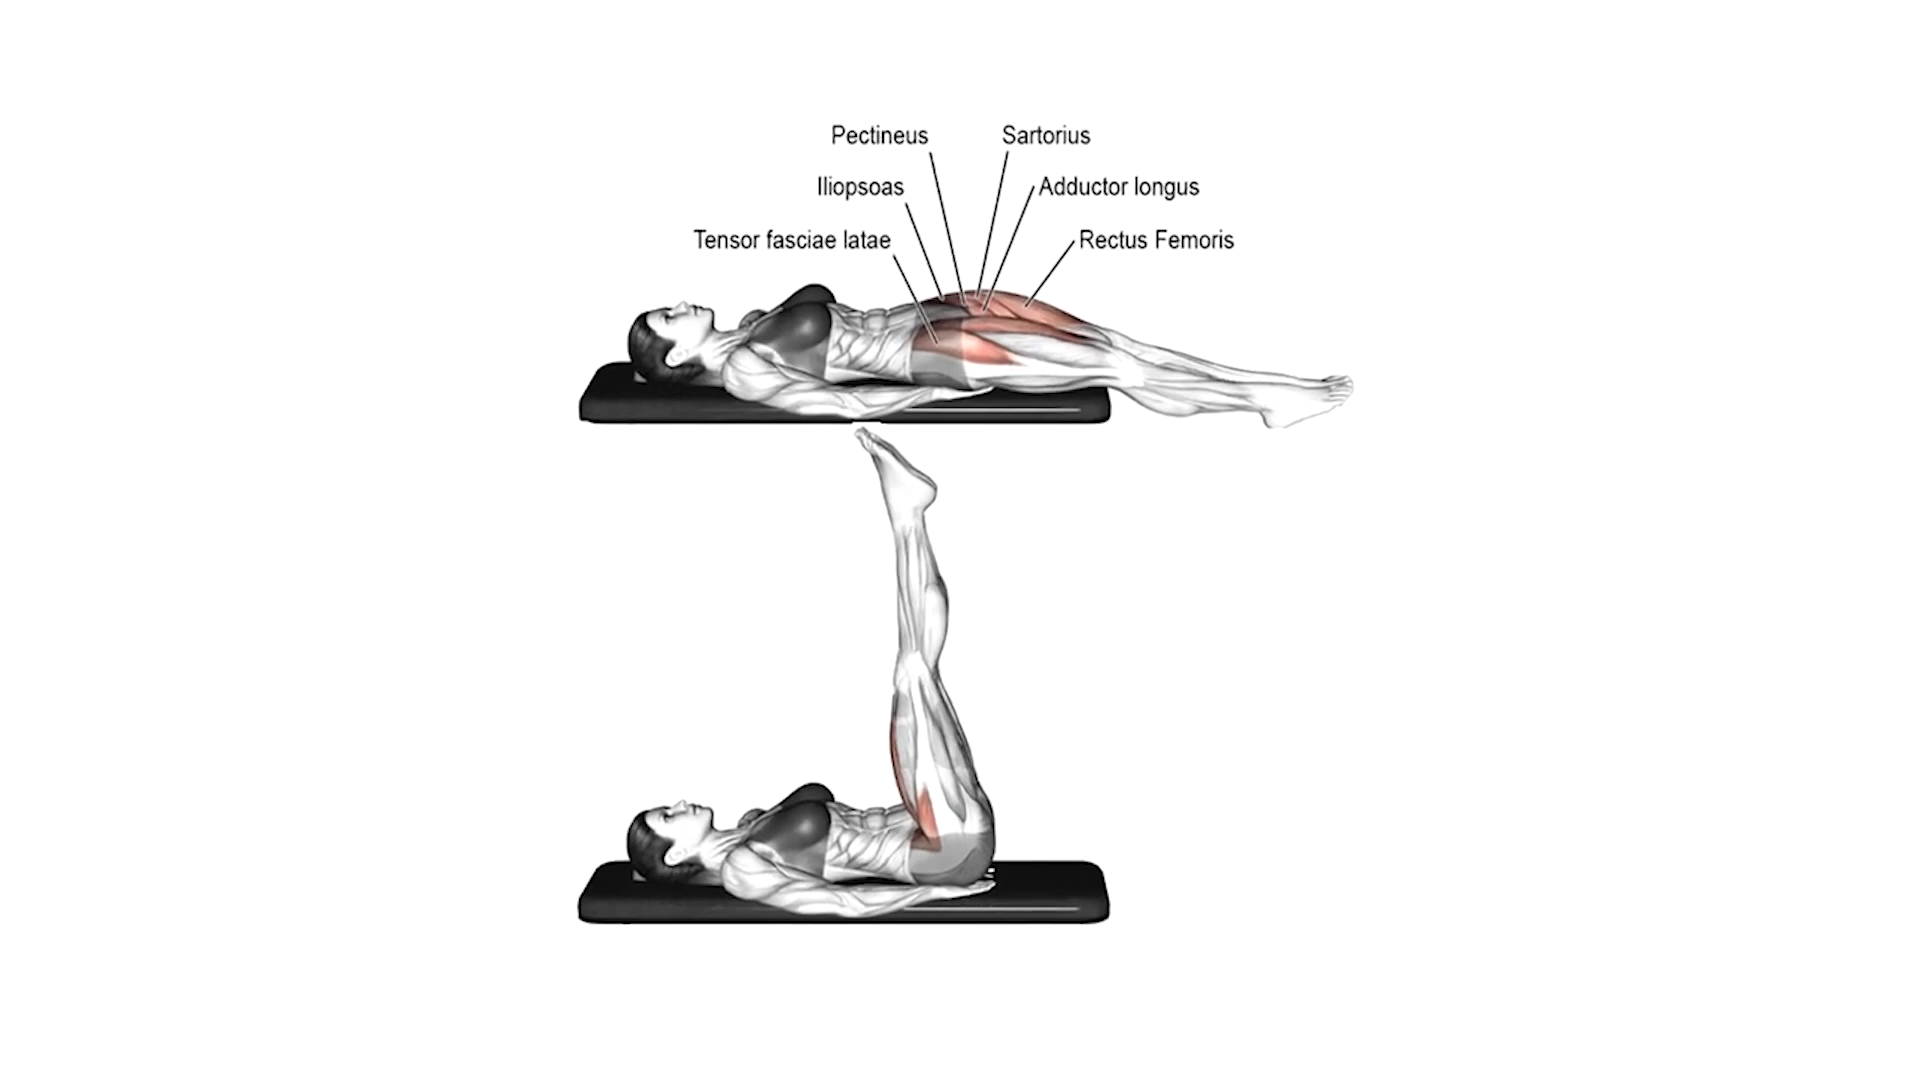 Pectineus
Sartorius
Iliopsoas
Adductor longus
Tensor fasciae latae
Rectus Femoris